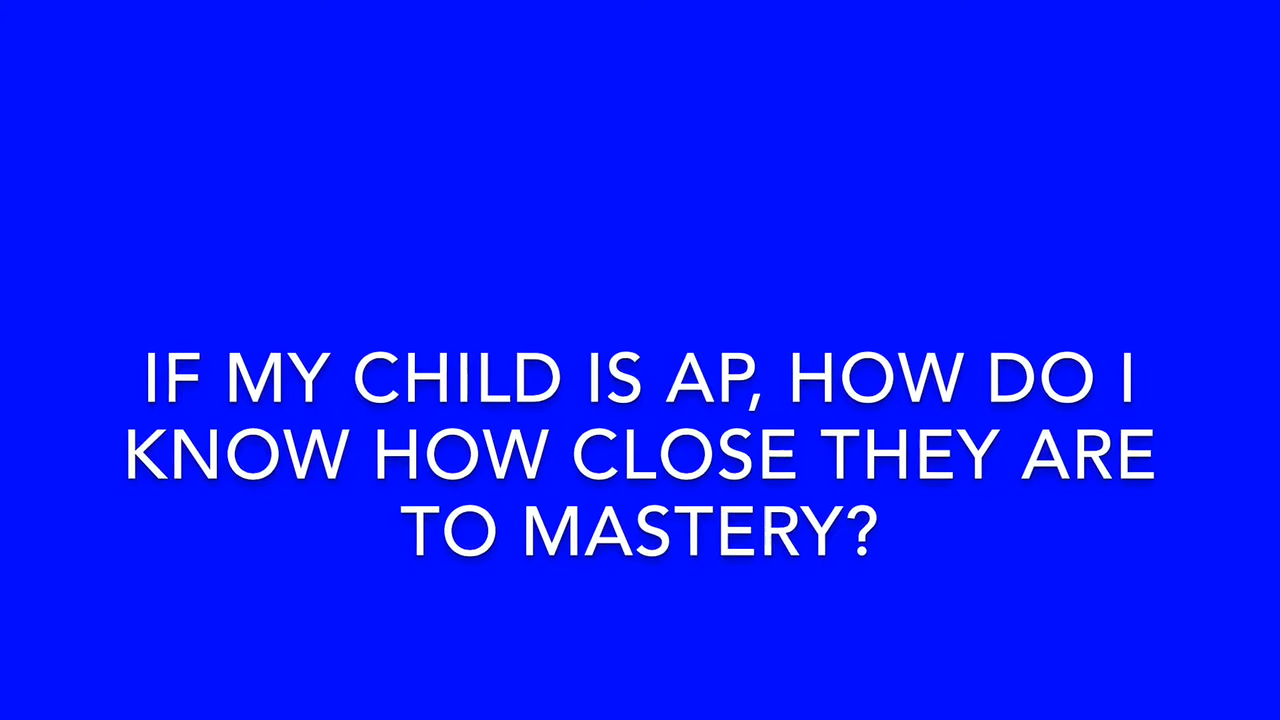 IF MY CHILD IS AP, HOW DO I
KNOW HOW CLOSE THEY ARE
TO MASTERY?